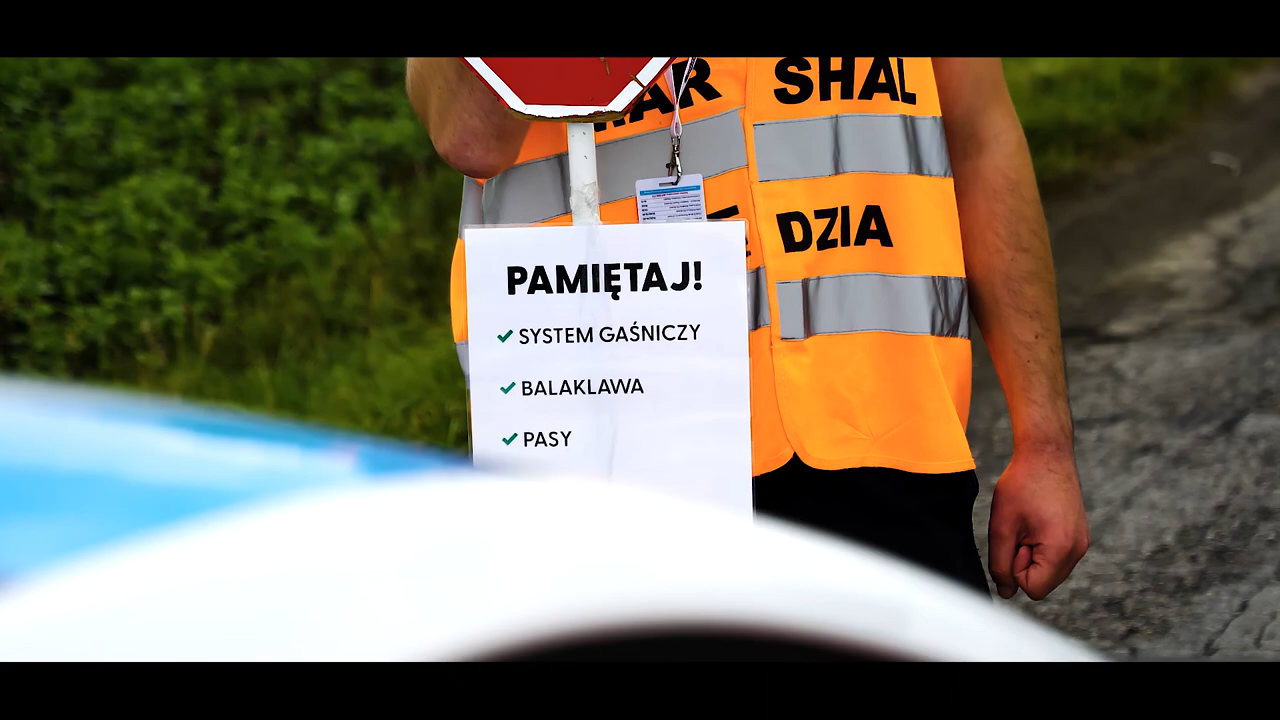 SHAL
DZIA
PAMIĘTAJ!
SYSTEM GAŚNICZY
BALAKLAWA
PASY